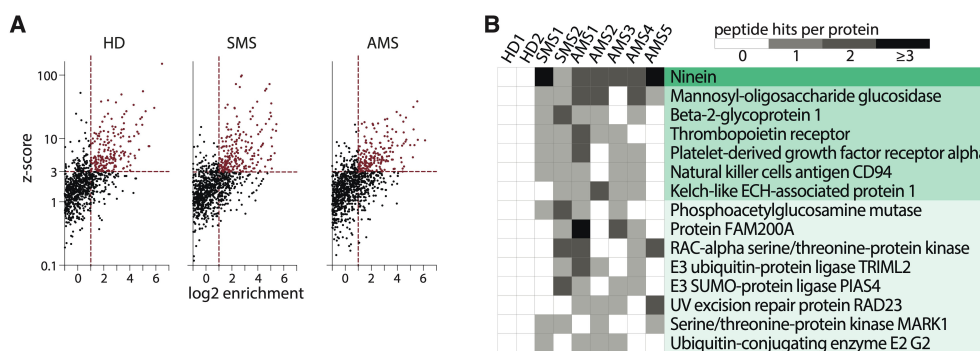 A
HD SMS AMS
z-score
100
10
3
1
0.1
0 2 4 6 0 2 4 6 0 2 4 6
log2 enrichment
B
HD1 HD2 SMS1 SMS2 AMS1 AMS2 AMS3 AMS4 AMS5
peptide hits per protein
0 1 2 ≥3
Ninein
Mannosyl-oligosaccharide glucosidase
Beta-2-glycoprotein 1
Thrombopoietin receptor
Platelet-derived growth factor receptor alpha
Natural killer cells antigen CD94
Kelch-like ECH-associated protein 1
Phosphoacetylglucosamine mutase
Protein FAM200A
RAC-alpha serine/threonine-protein kinase
E3 ubiquitin-protein ligase TRIML2
E3 SUMO-protein ligase PIAS4
UV excision repair protein RAD23
Serine/threonine-protein kinase MARK1
Ubiquitin-conjugating enzyme E2 G2